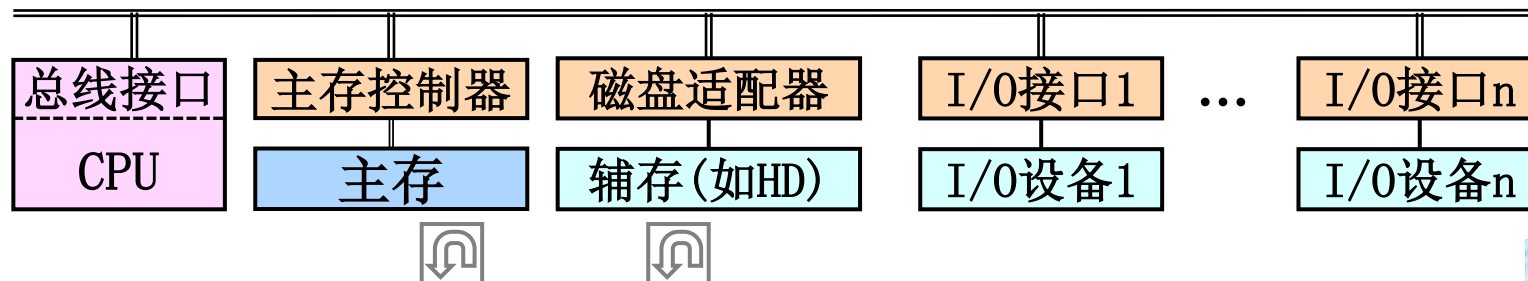 总线接口 主存控制器 磁盘适配器 I/O接口1 … I/O接口n
CPU 主存 辅存(如HD) I/O设备1 I/O设备n